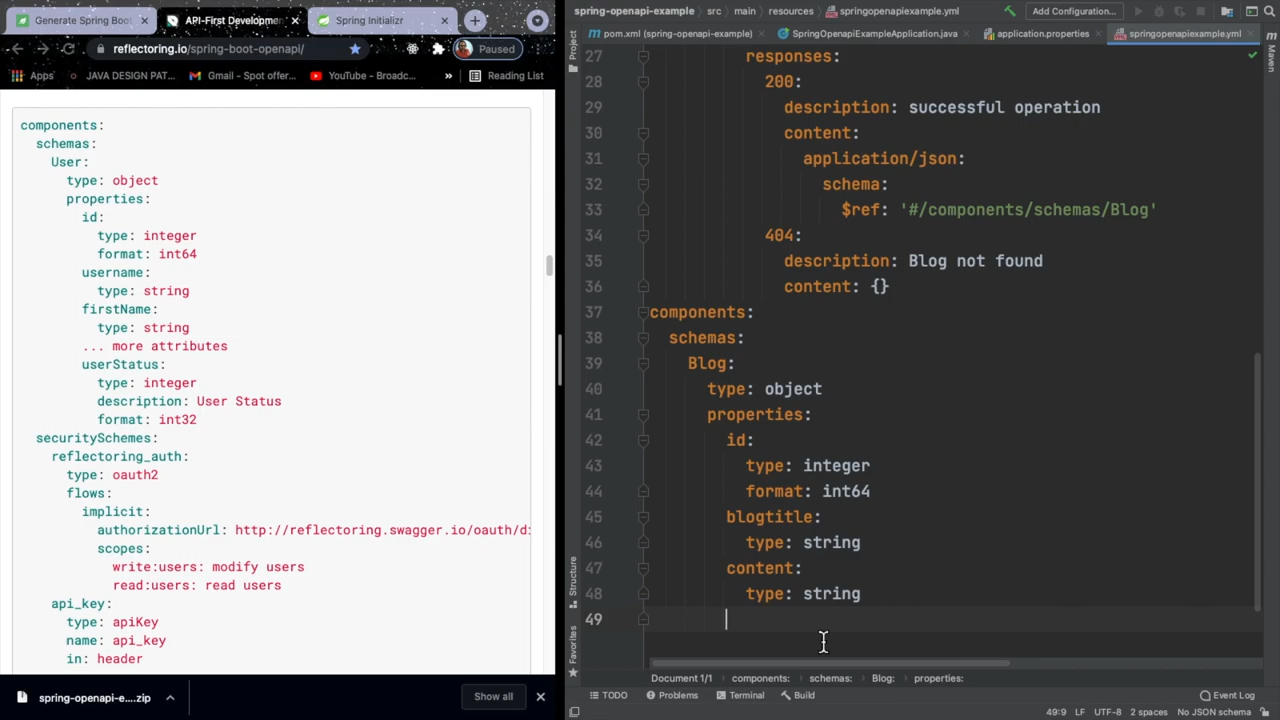 Generate Spring Boo
API-First Developmen
Spring Initializr
reflectoring.io/spring-boot-openapi/
Paused
Apps
JAVA DESIGN PAT...
Gmail - Spot offer...
YouTube - Broadc...
»
Reading List
components:
schemas:
User:
type: object
properties:
id:
type: integer
format: int64
username:
type: string
firstName:
type: string
... more attributes
userStatus:
type: integer
description: User Status
format: int32
securitySchemes:
reflectoring_auth:
type: oauth2
flows:
implicit:
authorizationUrl: http://reflectoring.swagger.io/oauth/di
scopes:
write:users: modify users
read:users: read users
api_key:
type: apiKey
name: api_key
in: header
spring-openapi-e....zip
Show all
spring-openapi-example
src
main
resources
springopenapiexample.yml
Add Configuration...
pom.xml (spring-openapi-example)
SpringOpenapiExampleApplication.java
application.properties
springopenapiexample.yml
Project
Structure
Favorites
Maven
27 responses:
28 200:
29 description: successful operation
30 content:
31 application/json:
32 schema:
33 $ref: '#/components/schemas/Blog'
34 404:
35 description: Blog not found
36 content: {}
37 components:
38 schemas:
39 Blog:
40 type: object
41 properties:
42 id:
43 type: integer
44 format: int64
45 blogtitle:
46 type: string
47 content:
48 type: string
49
Document 1/1
components:
schemas:
Blog:
properties:
TODO
Problems
Terminal
Build
Event Log
49:9 LF UTF-8 2 spaces No JSON schema